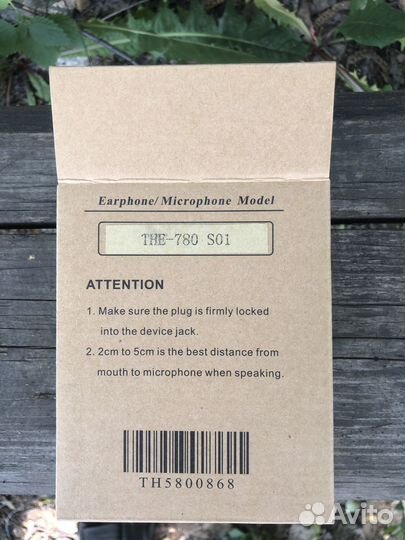 Earphone/Microphone Model
THE-780 S01
ATTENTION
1. Make sure the plug is firmly locked
into the device jack.
2. 2cm to 5cm is the best distance from
mouth to microphone when speaking.
TH5800868
Avito